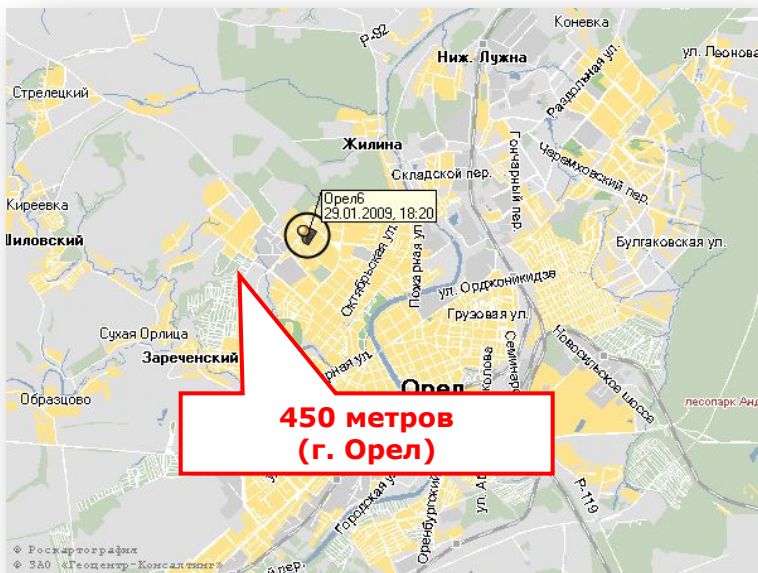 Коневка
Р-92
Ниж. Лужна
ул. Леонова
Раздольная ул.
Стрелецкий
Жилина
Гончарный пер.
Черемховский пер.
Складской пер.
Орел6
29.01.2009, 18:20
Киреевка
Шиловский
Октябрьская ул.
Пожарная ул.
Булгаковская ул.
ул. Орджоникидзе
Грузовая ул.
Сухая Орлица
Зареченский
Новосильское шоссе
Орел
Образцово
450 метров
(г. Орел)
Городская ул.
Оренбургский
Р-119
© Роскартография
© ЗАО «Геоцентр-Консалтинг»